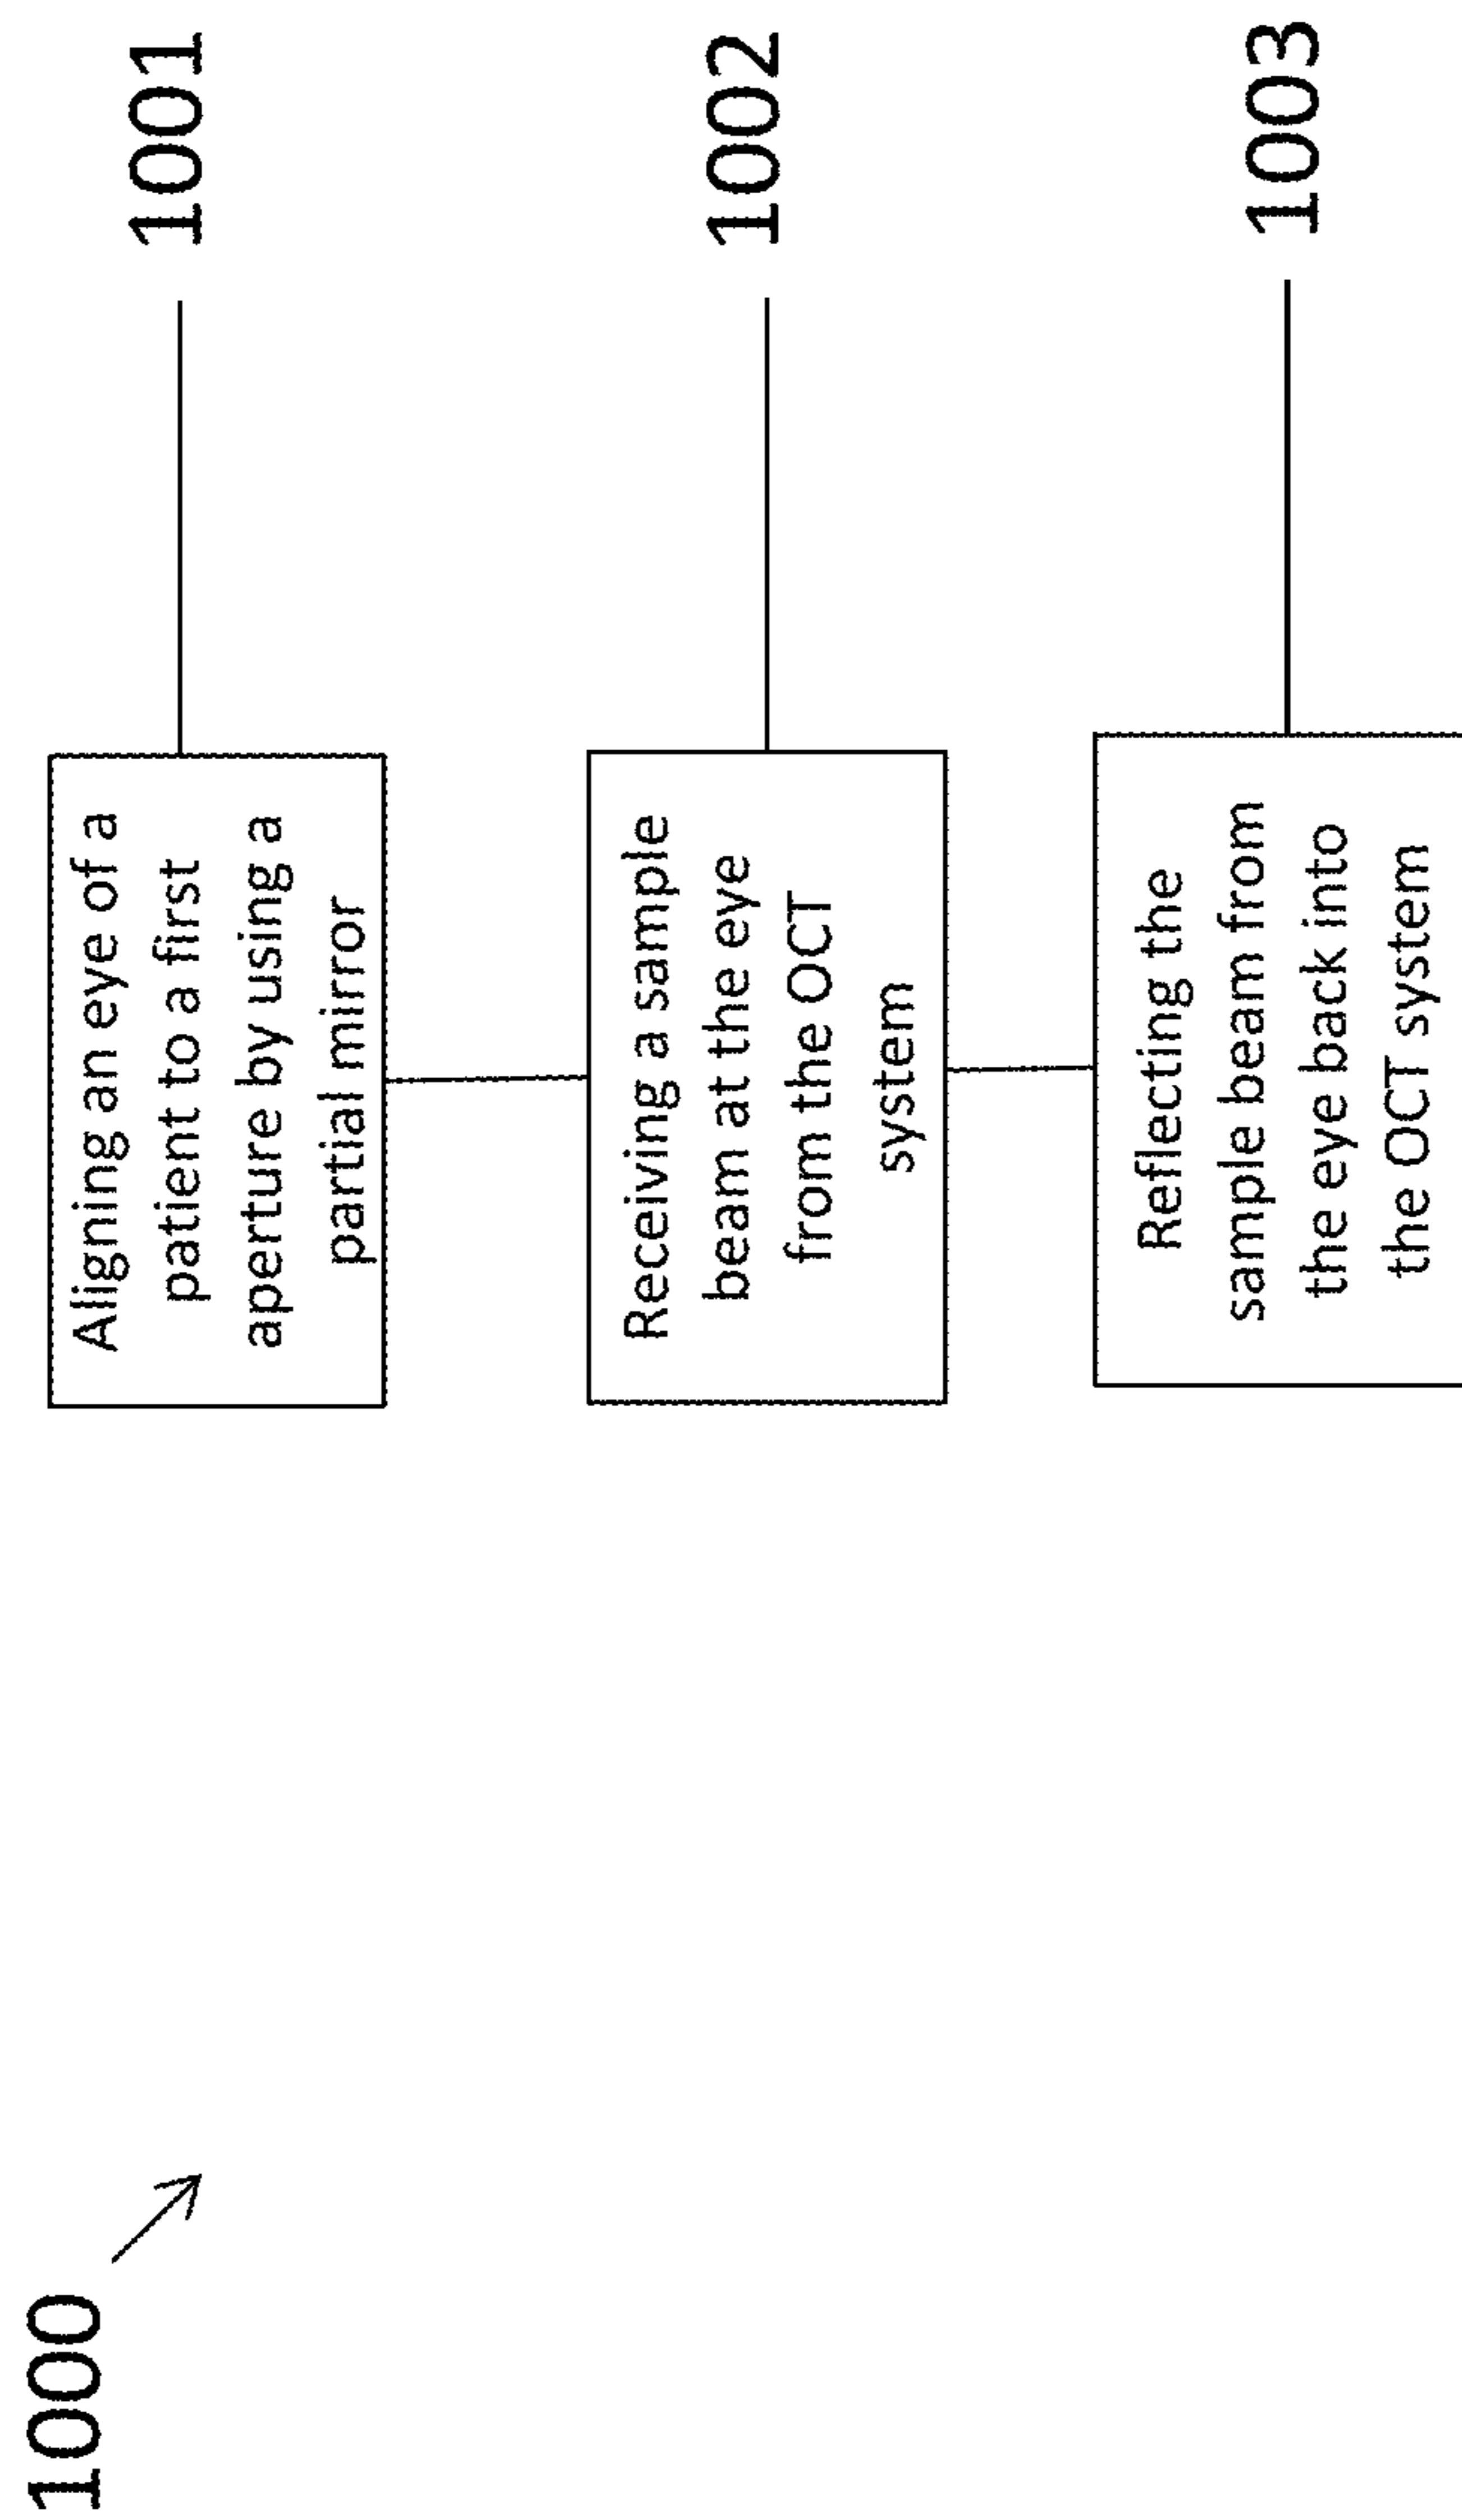 1000
Aligning an eye of a
patient to a first
aperture by using a
partial mirror
1001
Receiving a sample
beam at the eye
from the OCT
system
1002
Reflecting the
sample beam from
the eye back into
the OCT system
1003